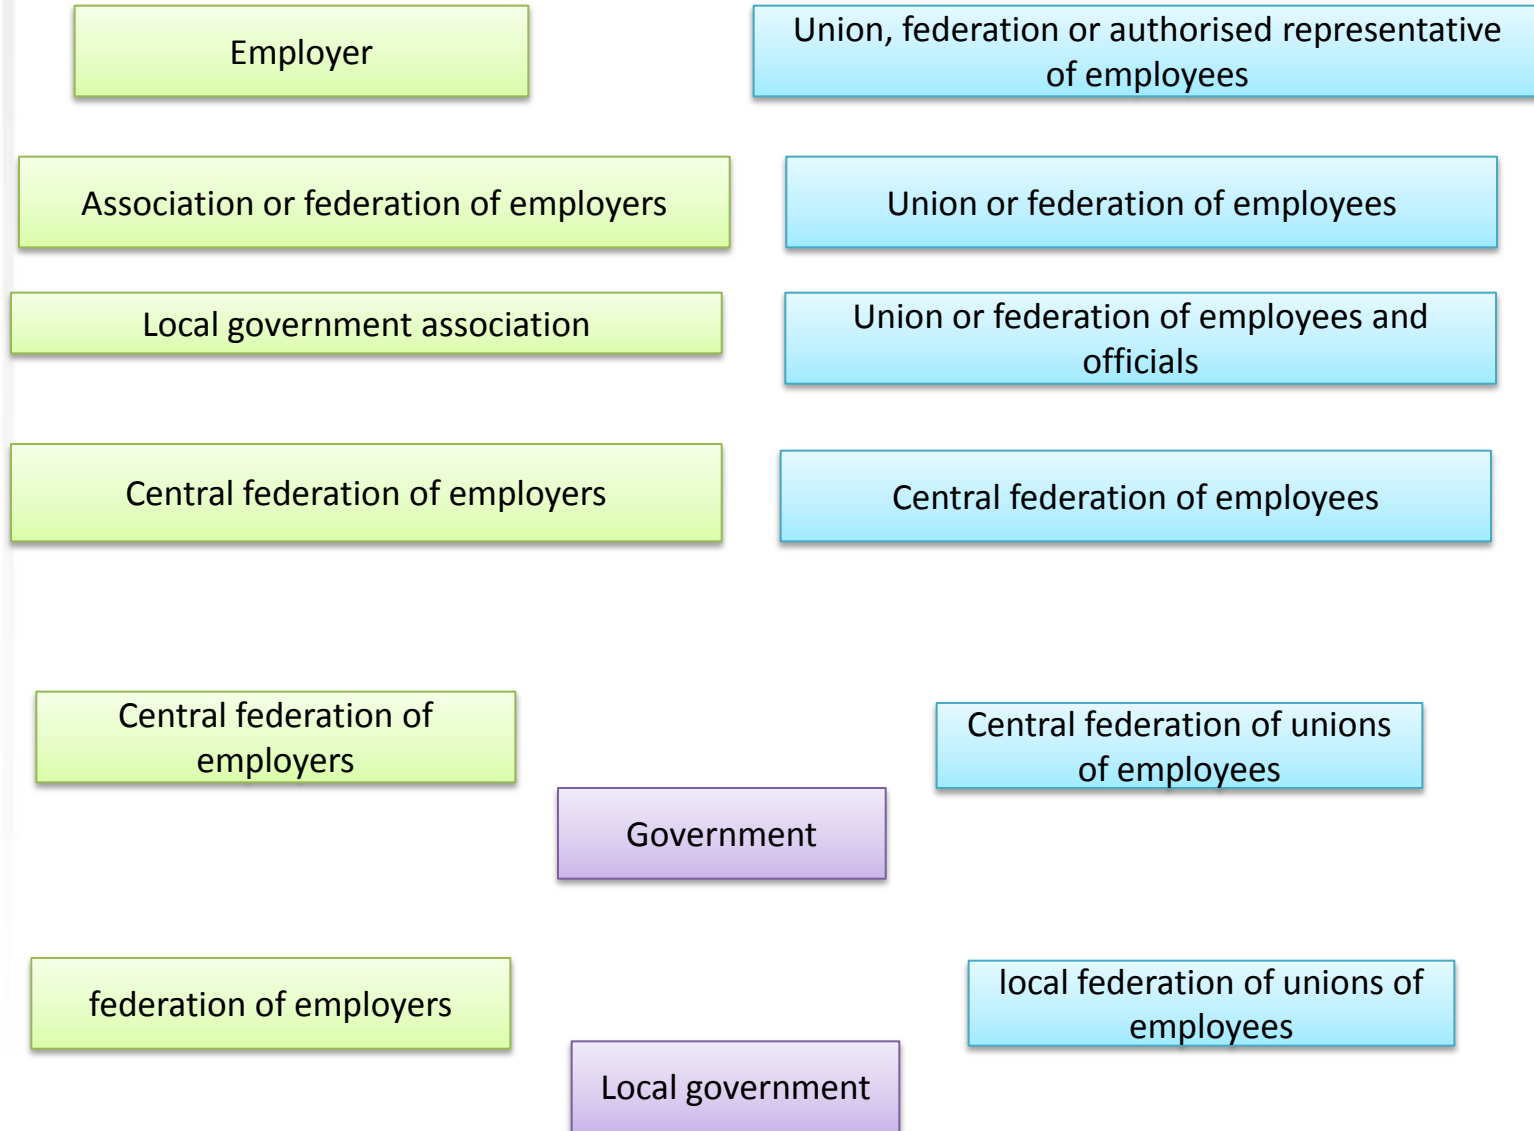 Employer
Union, federation or authorised representative
of employees
Association or federation of employers
Union or federation of employees
Local government association
Union or federation of employees and
officials
Central federation of employers
Central federation of employees
Central federation of
employers
Central federation of unions
of employees
Government
federation of employers
local federation of unions of
employees
Local government